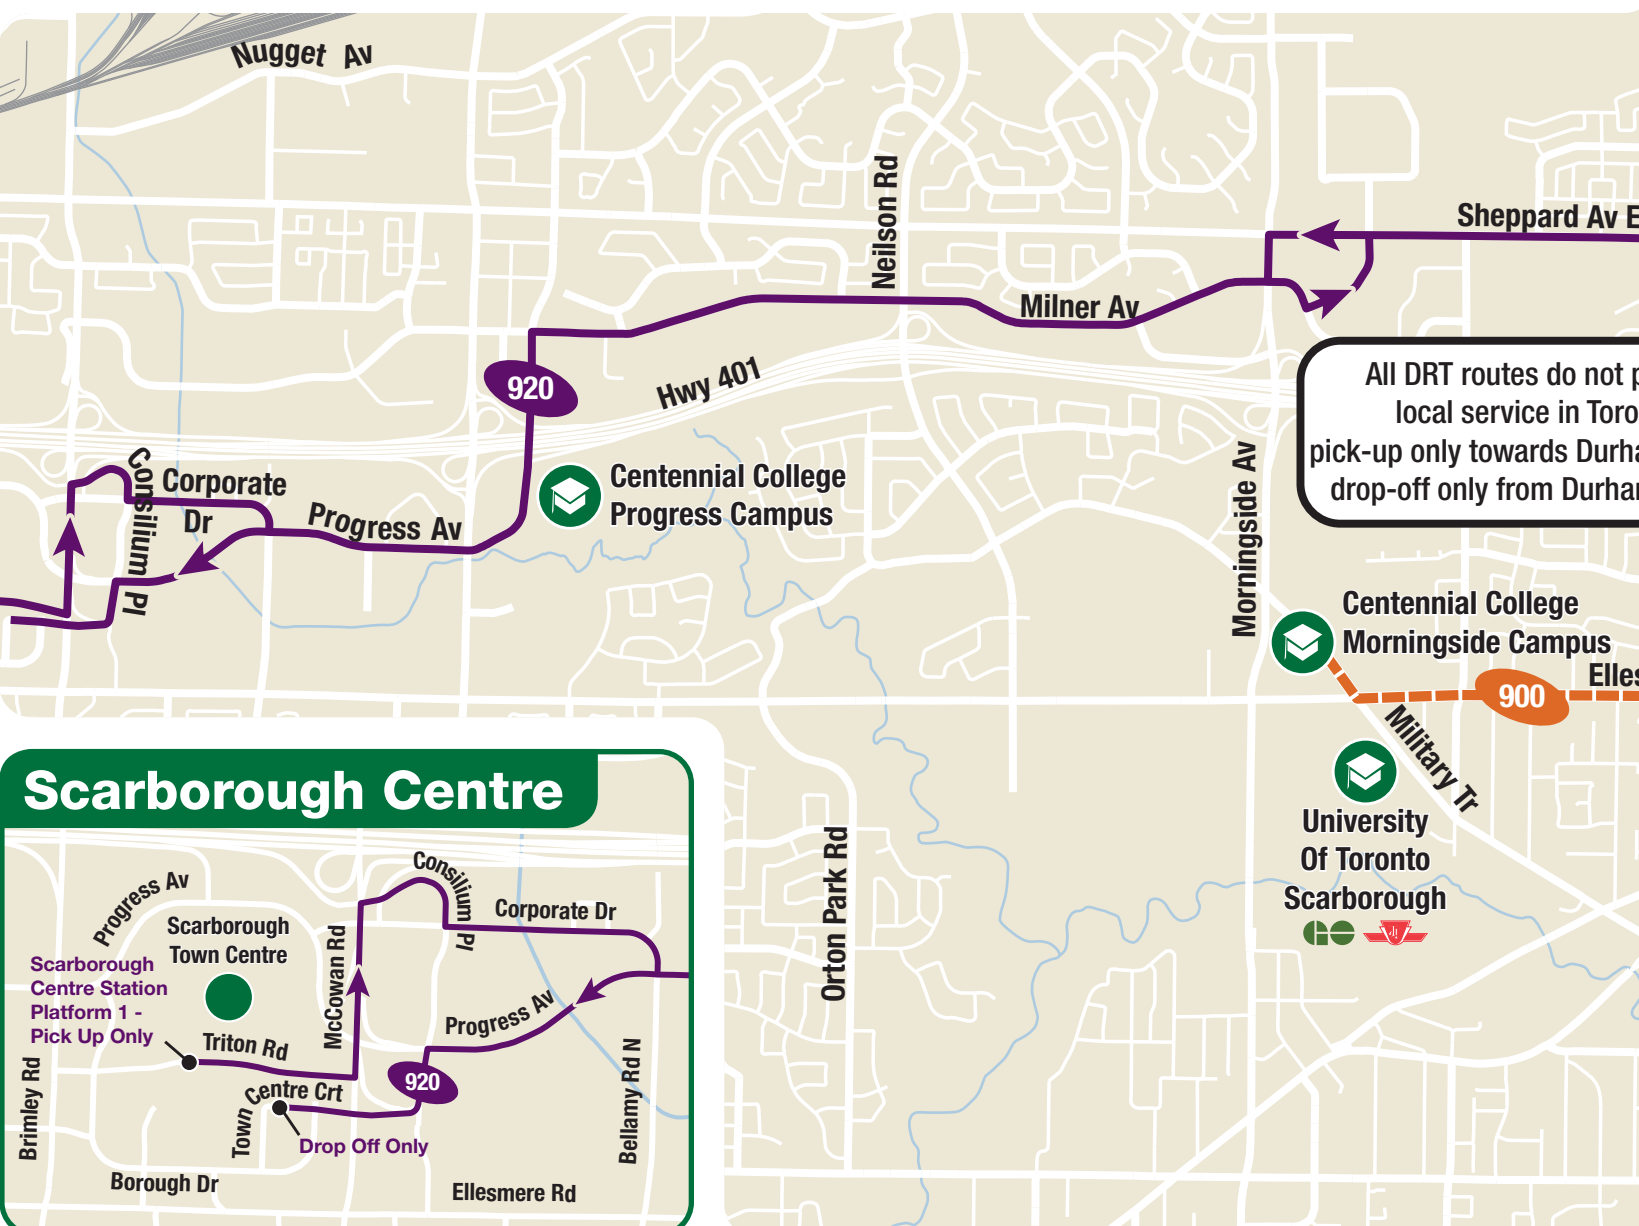 Nugget Av
Neilson Rd
Sheppard Av E
Milner Av
920
Hwy 401
All DRT routes do not p
local service in Toro
pick-up only towards Durha
drop-off only from Durha
Consilium Pl
Corporate
Dr
Progress Av
Centennial College
Progress Campus
Morningside Av
Centennial College
Morningside Campus
Elles
900
Military Tr
University
Of Toronto
Scarborough
GO
Orton Park Rd
Scarborough Centre
Progress Av
Consilium Pl
Corporate Dr
Scarborough
Town Centre
McCowan Rd
Scarborough
Centre Station
Platform 1 -
Pick Up Only
Triton Rd
Progress Av
920
Town Centre Crt
Drop Off Only
Brimley Rd
Bellamy Rd N
Borough Dr
Ellesmere Rd